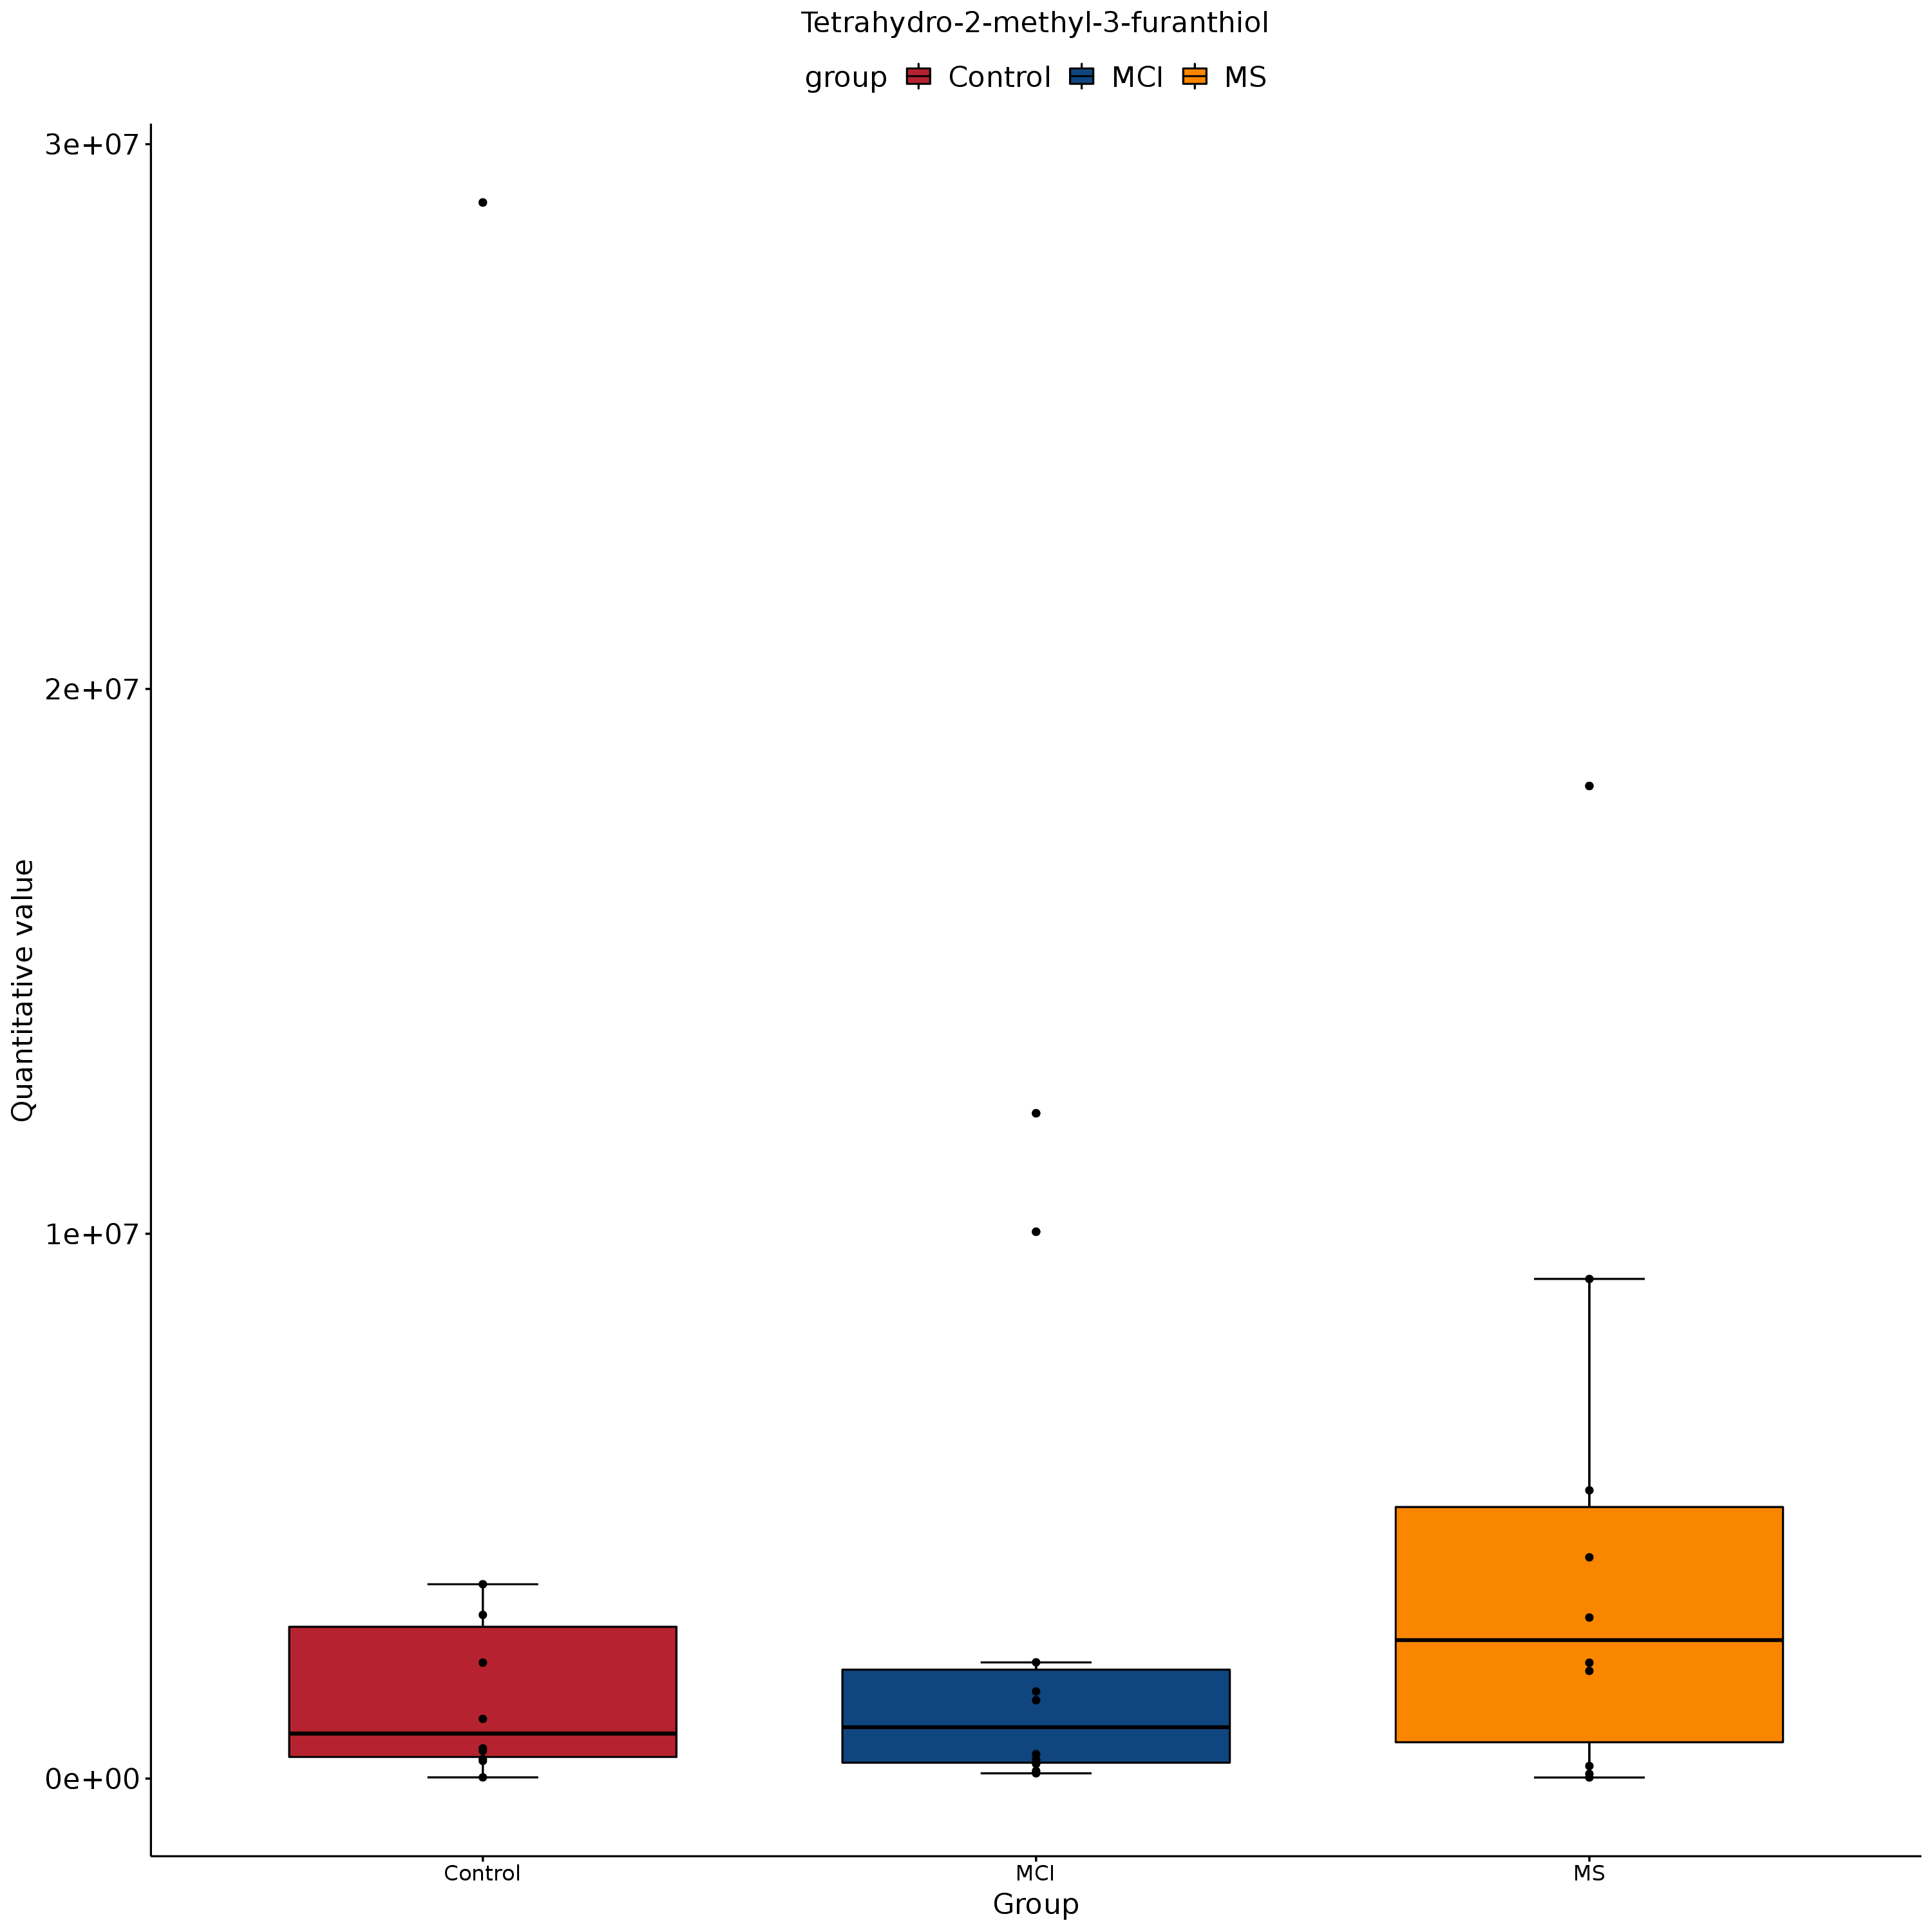 Tetrahydro-2-methyl-3-furanthiol
group Control MCI MS
3e+07
2e+07
1e+07
0e+00
Quantitative value
Control MCI MS
Group